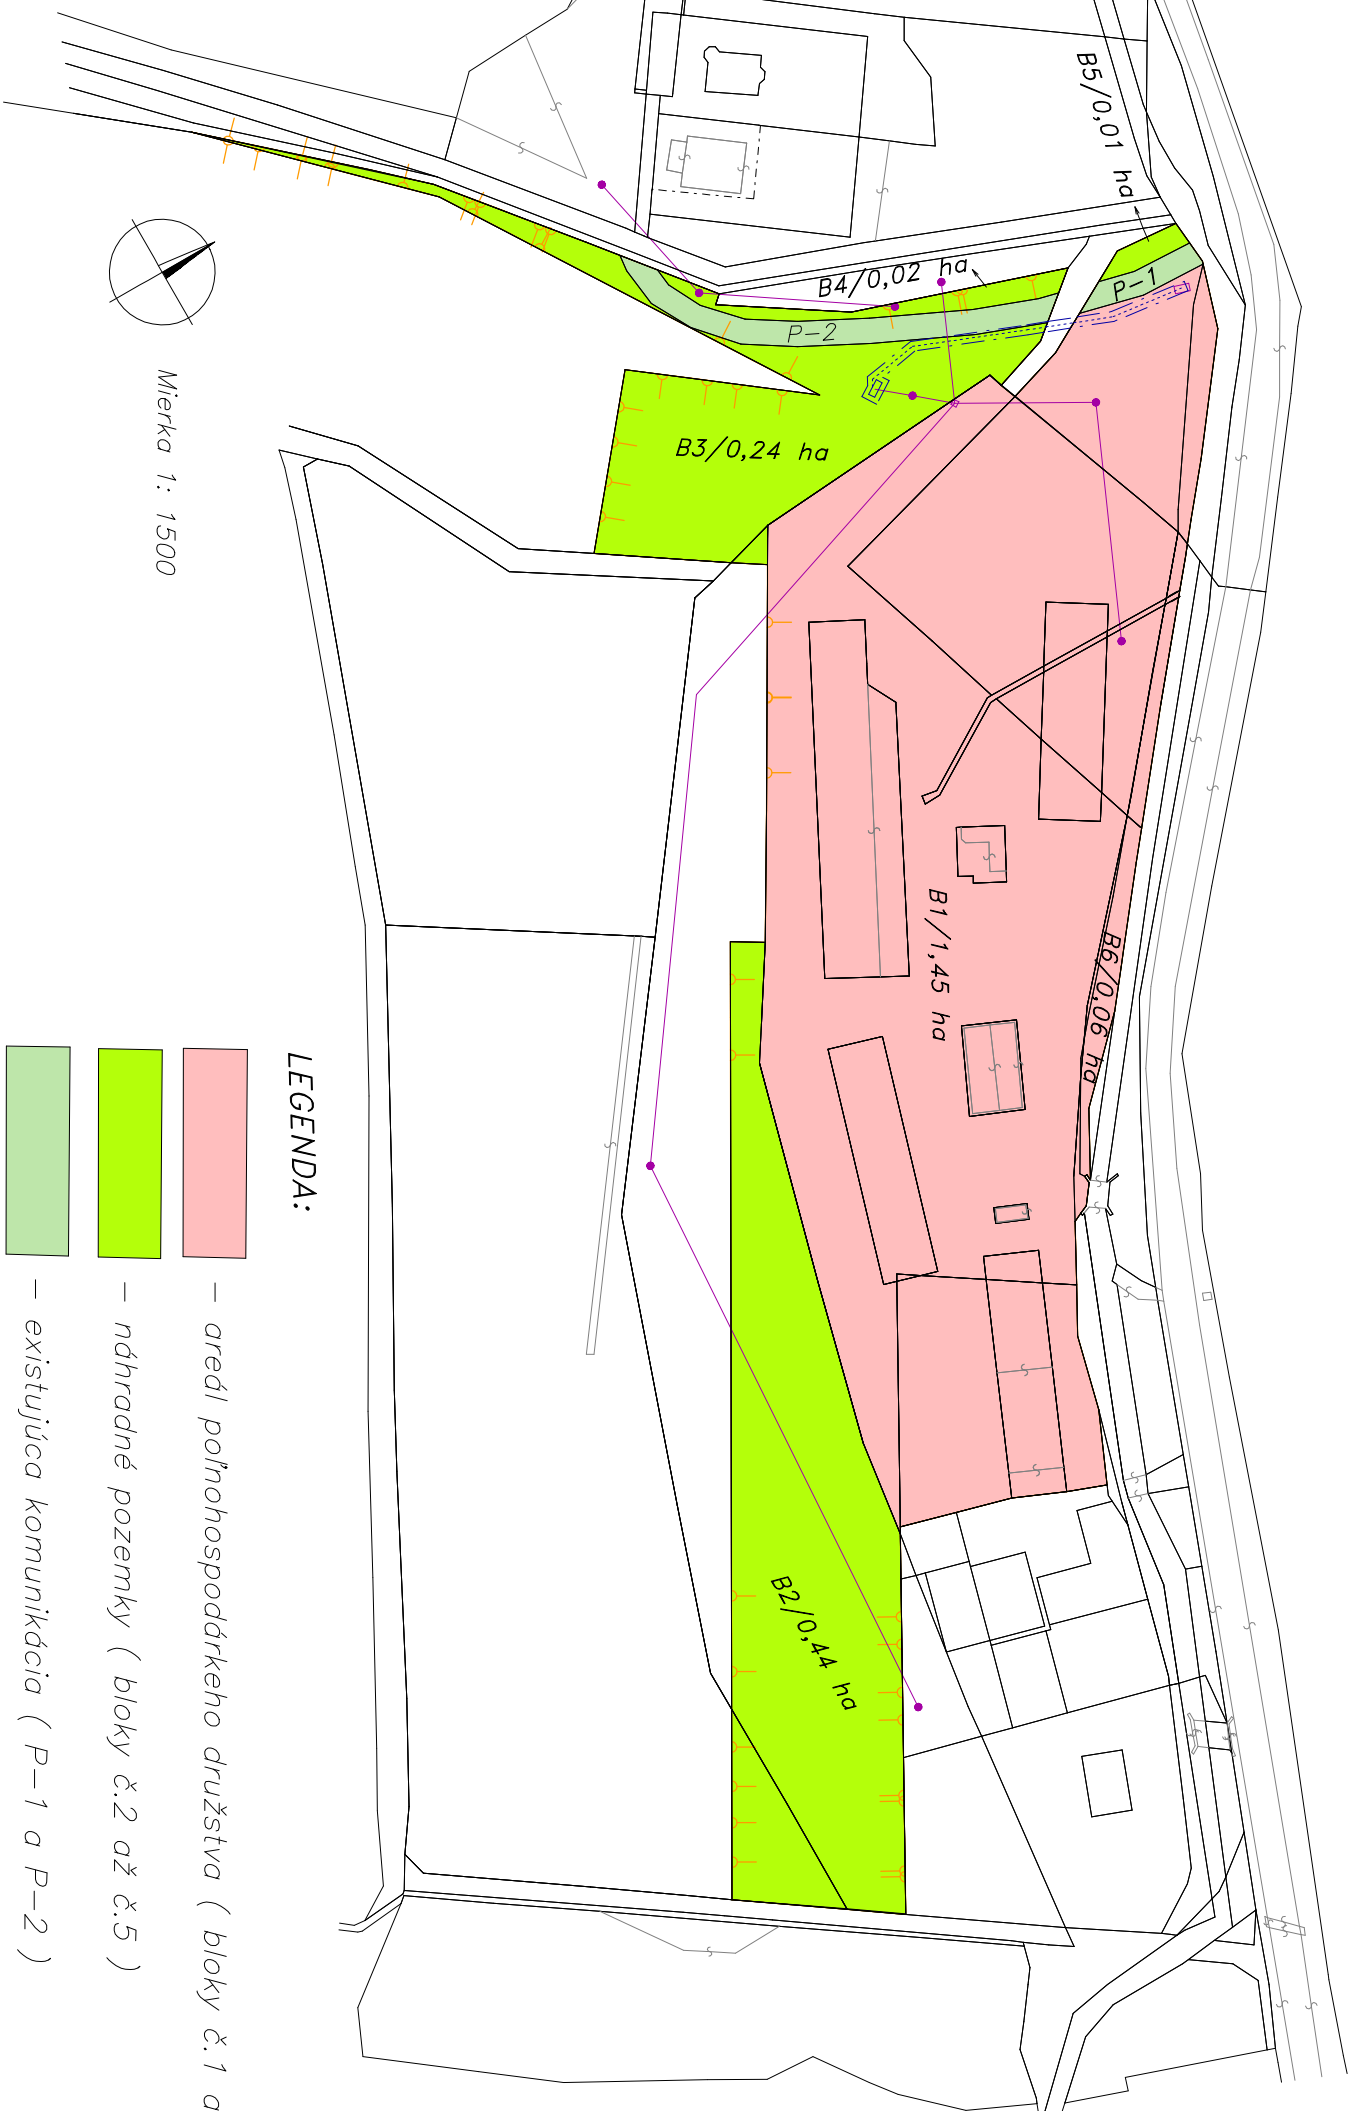 B5/0,01 ha
B4/0,02 ha
P-1
P-2
B3/0,24 ha
B1/1,45 ha
B6/0,06 ha
B2/0,44 ha
Mierka 1: 1500
LEGENDA:
– areál poľnohospodárkeho družstva ( bloky č.1 a
– náhradné pozemky ( bloky č.2 až č.5 )
– existujúca komunikácia ( P-1 a P-2 )